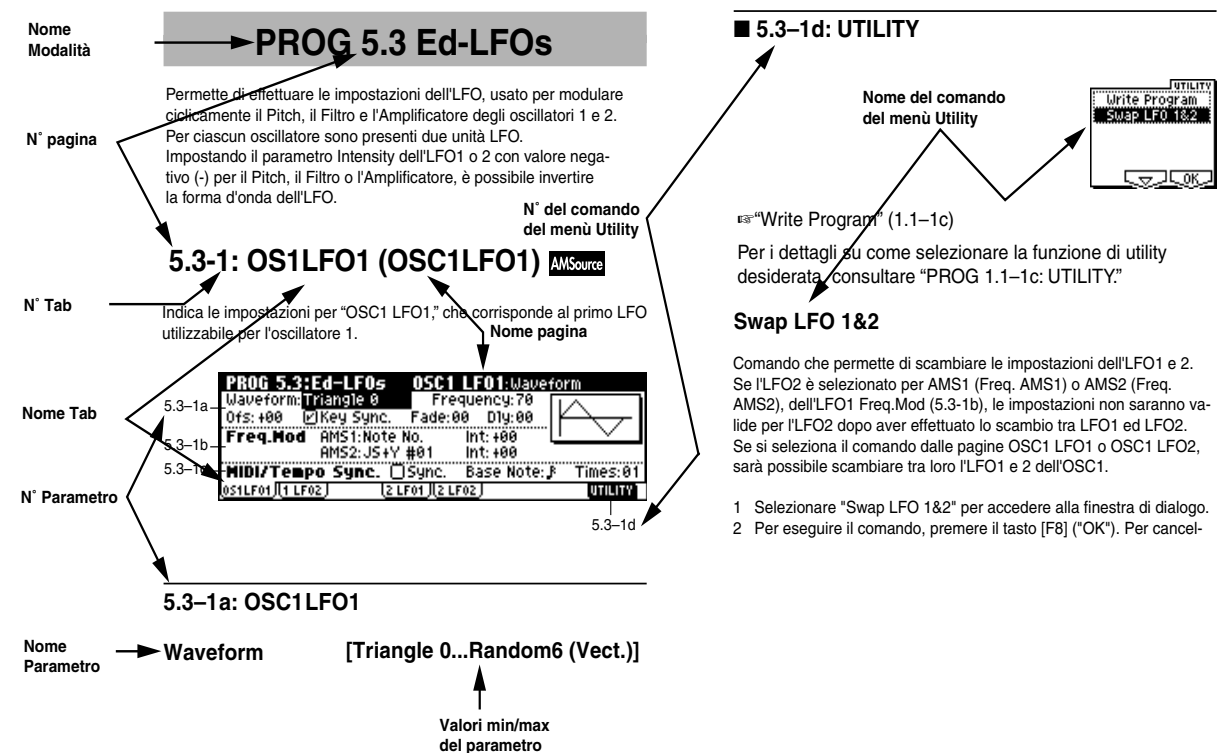 Nome
Modalità
PROG 5.3 Ed-LFOs
Permette di effettuare le impostazioni dell'LFO, usato per modulare
ciclicamente il Pitch, il Filtro e l'Amplificatore degli oscillatori 1 e 2.
Per ciascun oscillatore sono presenti due unità LFO.
Impostando il parametro Intensity dell'LFO1 o 2 con valore nega-
tivo (-) per il Pitch, il Filtro o l'Amplificatore, è possibile invertire
la forma d'onda dell'LFO.
N° pagina
N° del comando
del menù Utility
5.3-1: OS1LFO1 (OSC1LFO1) AMSource
N° Tab
Indica le impostazioni per “OSC1 LFO1,” che corrisponde al primo LFO
utilizzabile per l'oscillatore 1.
Nome pagina
PROG 5.3:Ed-LFOs OSC1 LFO1:Waveform
Waveform:Triangle 0 Frequency:70
Ofs:+00 Key Sync. Fade:00 Dly:00
Freq.Mod AMS1:Note No. Int:+00
AMS2:JS+Y #01 Int:+00
MIDI/Tempo Sync. Sync. Base Note:♪ Times:01
OS1LFO1 1 LFO2 2 LFO1 2 LFO2 UTILITY
5.3–1a
5.3–1b
Nome Tab
N° Parametro
5.3–1d
5.3–1a: OSC1LFO1
Nome
Parametro
Waveform [Triangle 0...Random6 (Vect.)]
Valori min/max
del parametro
■ 5.3–1d: UTILITY
Nome del comando
del menù Utility
UTILITY
Write Program
Swap LFO 1&2
OK
☞“Write Program” (1.1–1c)
Per i dettagli su come selezionare la funzione di utility
desiderata, consultare “PROG 1.1–1c: UTILITY.”
Swap LFO 1&2
Comando che permette di scambiare le impostazioni dell'LFO1 e 2.
Se l'LFO2 è selezionato per AMS1 (Freq. AMS1) o AMS2 (Freq.
AMS2), dell'LFO1 Freq.Mod (5.3-1b), le impostazioni non saranno va-
lide per l'LFO2 dopo aver effettuato lo scambio tra LFO1 ed LFO2.
Se si seleziona il comando dalle pagine OSC1 LFO1 o OSC1 LFO2,
sarà possibile scambiare tra loro l'LFO1 e 2 dell'OSC1.
1 Selezionare "Swap LFO 1&2" per accedere alla finestra di dialogo.
2 Per eseguire il comando, premere il tasto [F8] ("OK"). Per cancel-